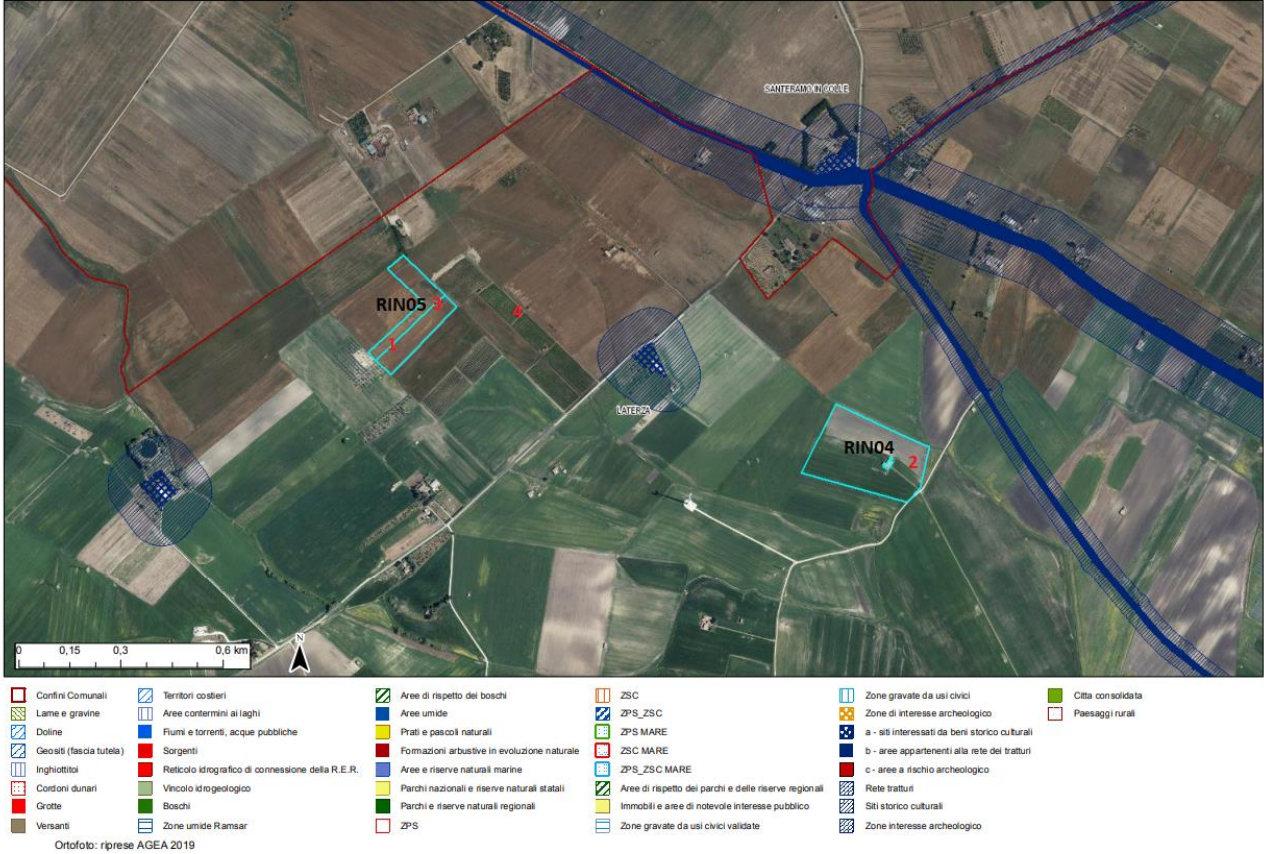 SANTERAMO IN COLLE
RIN05
3
4
1
LATERZA
RIN04
2
N
0 0,15 0,3 0,6 km
Confini Comunali
Lame e gravine
Doline
Geositi (fascia tutela)
Inghiottitoi
Cordoni dunari
Grotte
Versanti
Territori costieri
Aree contermini ai laghi
Fiumi e torrenti, acque pubbliche
Sorgenti
Reticolo idrografico di connessione della R.E.R.
Vincolo idrogeologico
Boschi
Zone umide Ramsar
Aree di rispetto dei boschi
Aree umide
Prati e pascoli naturali
Formazioni arbustive in evoluzione naturale
Aree e riserve naturali marine
Parchi nazionali e riserve naturali statali
Parchi e riserve naturali regionali
ZPS
ZSC
ZPS_ZSC
ZPS MARE
ZSC MARE
ZPS_ZSC MARE
Aree di rispetto dei parchi e delle riserve regionali
Immobili e aree di notevole interesse pubblico
Zone gravate da usi civici validate
Zone gravate da usi civici
Zone di interesse archeologico
a - siti interessati da beni storico culturali
b - aree appartenenti alla rete dei tratturi
c - aree a rischio archeologico
Rete tratturi
Siti storico culturali
Zone interesse archeologico
Citta consolidata
Paesaggi rurali
Ortofoto: riprese AGEA 2019